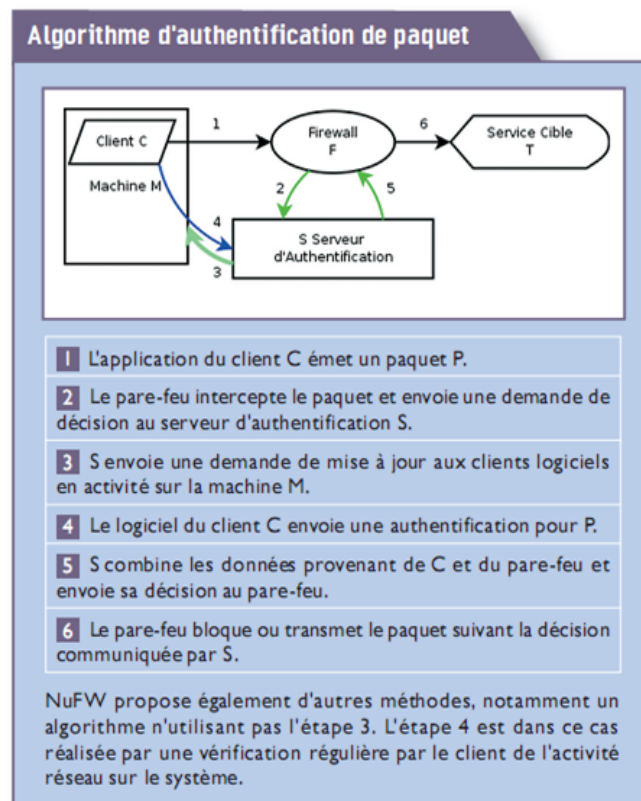 Algorithme d'authentification de paquet
Client C
Machine M
1
Firewall
F
6
Service Cible
T
2
5
4
3
S Serveur
d'Authentification
1 L'application du client C émet un paquet P.
2 Le pare-feu intercepte le paquet et envoie une demande de
décision au serveur d'authentification S.
3 S envoie une demande de mise à jour aux clients logiciels
en activité sur la machine M.
4 Le logiciel du client C envoie une authentification pour P.
5 S combine les données provenant de C et du pare-feu et
envoie sa décision au pare-feu.
6 Le pare-feu bloque ou transmet le paquet suivant la décision
communiquée par S.
NuFW propose également d'autres méthodes, notamment un
algorithme n'utilisant pas l'étape 3. L'étape 4 est dans ce cas
réalisée par une vérification régulière par le client de l'activité
réseau sur le système.